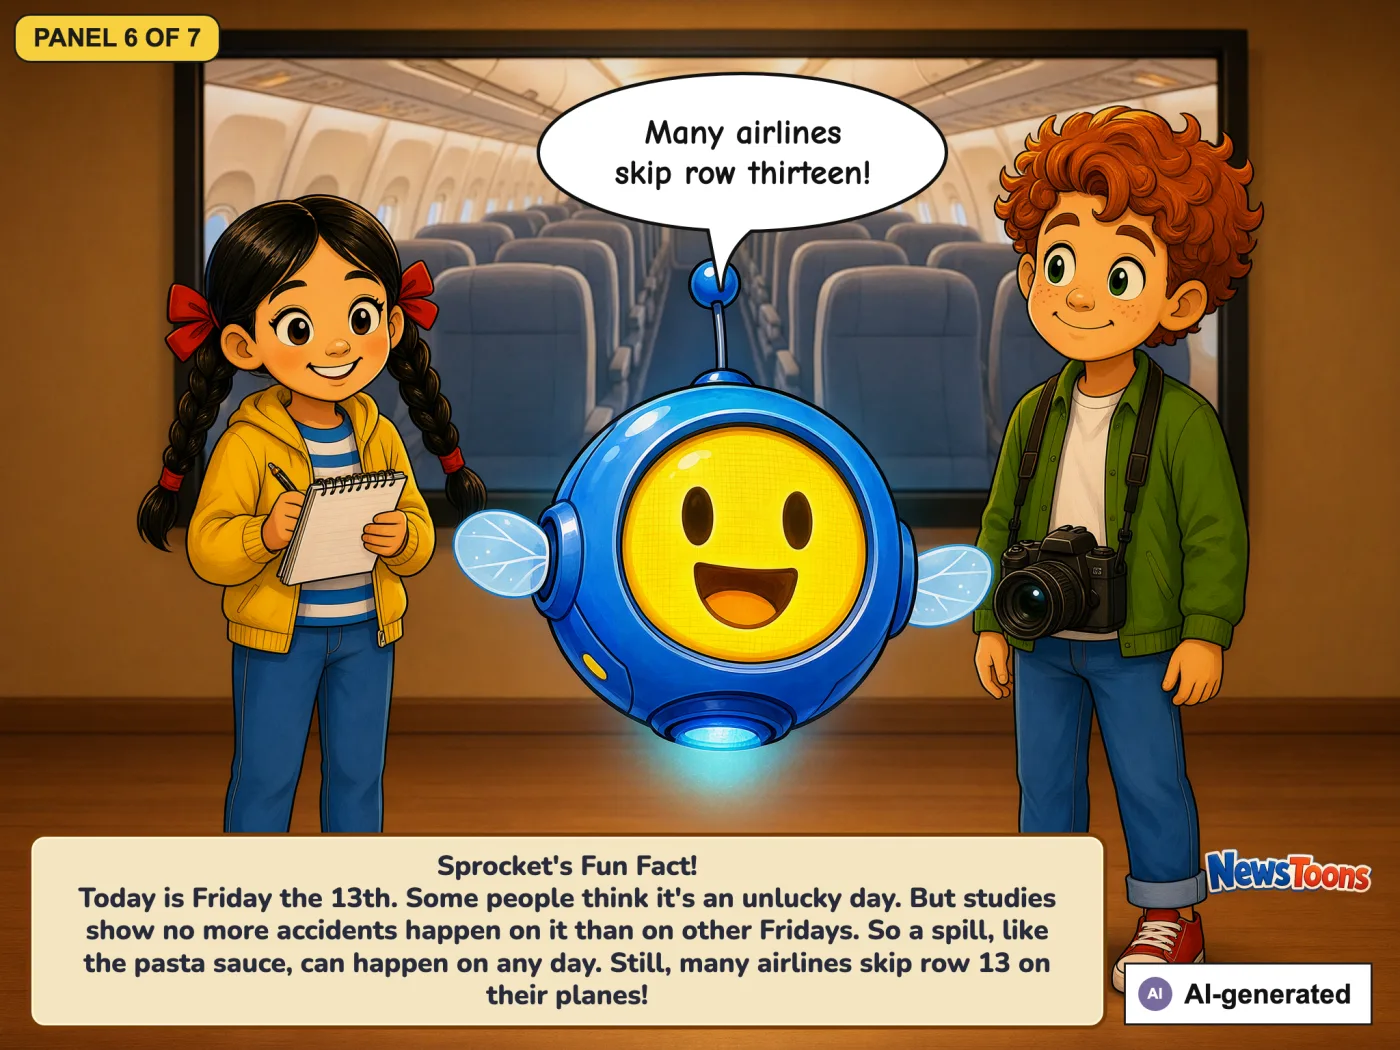 PANEL 6 OF 7
Many airlines
skip row thirteen!
Sprocket's Fun Fact!
Today is Friday the 13th. Some people think it's an unlucky day. But studies
show no more accidents happen on it than on other Fridays. So a spill, like
the pasta sauce, can happen on any day. Still, many airlines skip row 13 on
their planes!
NewsToons
AI AI-generated